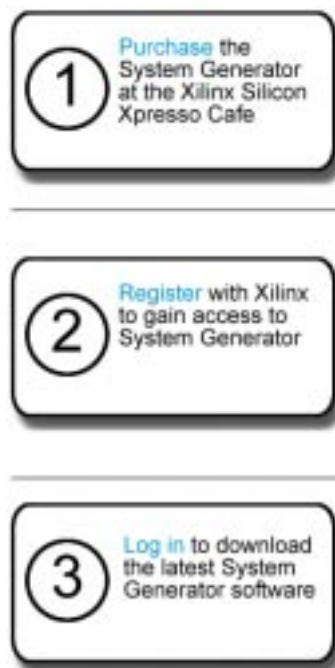 1
Purchase the
System Generator
at the Xilinx Silicon
Xpresso Cafe
2
Register with Xilinx
to gain access to
System Generator
3
Log in to download
the latest System
Generator software